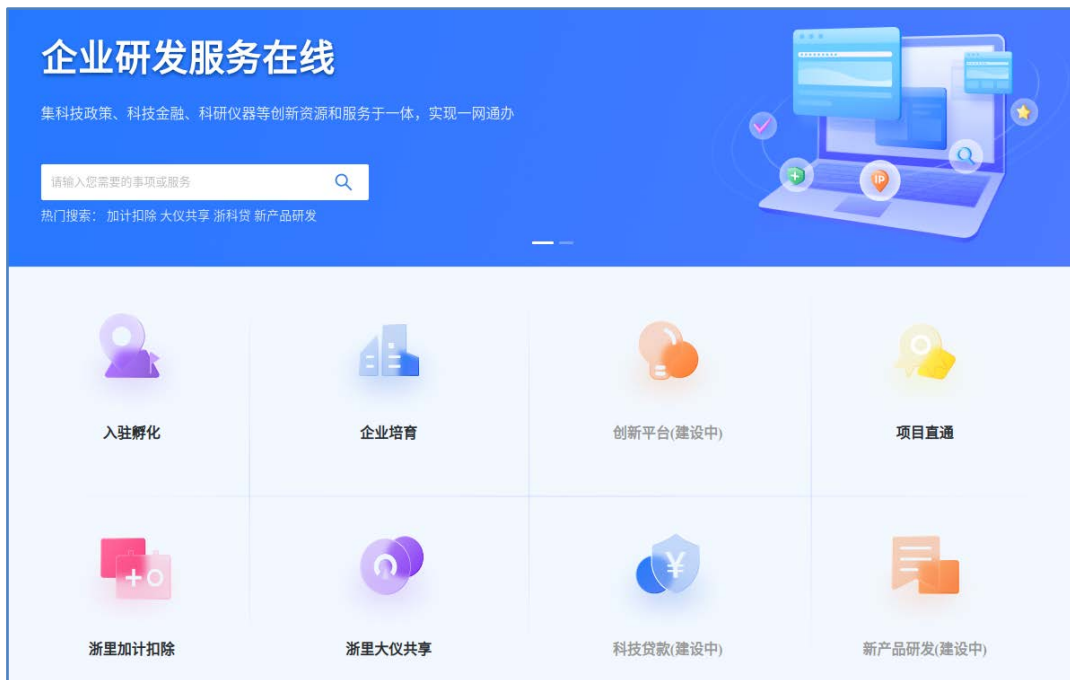 企业研发服务在线
集科技政策、科技金融、科研仪器等创新资源和服务于一体，实现一网通办
请输入您需要的事项或服务
热门搜索： 加计扣除 大仪共享 浙科贷 新产品研发
IP
入驻孵化
企业培育
创新平台(建设中)
项目直通
浙里加计扣除
浙里大仪共享
¥
科技贷款(建设中)
新产品研发(建设中)